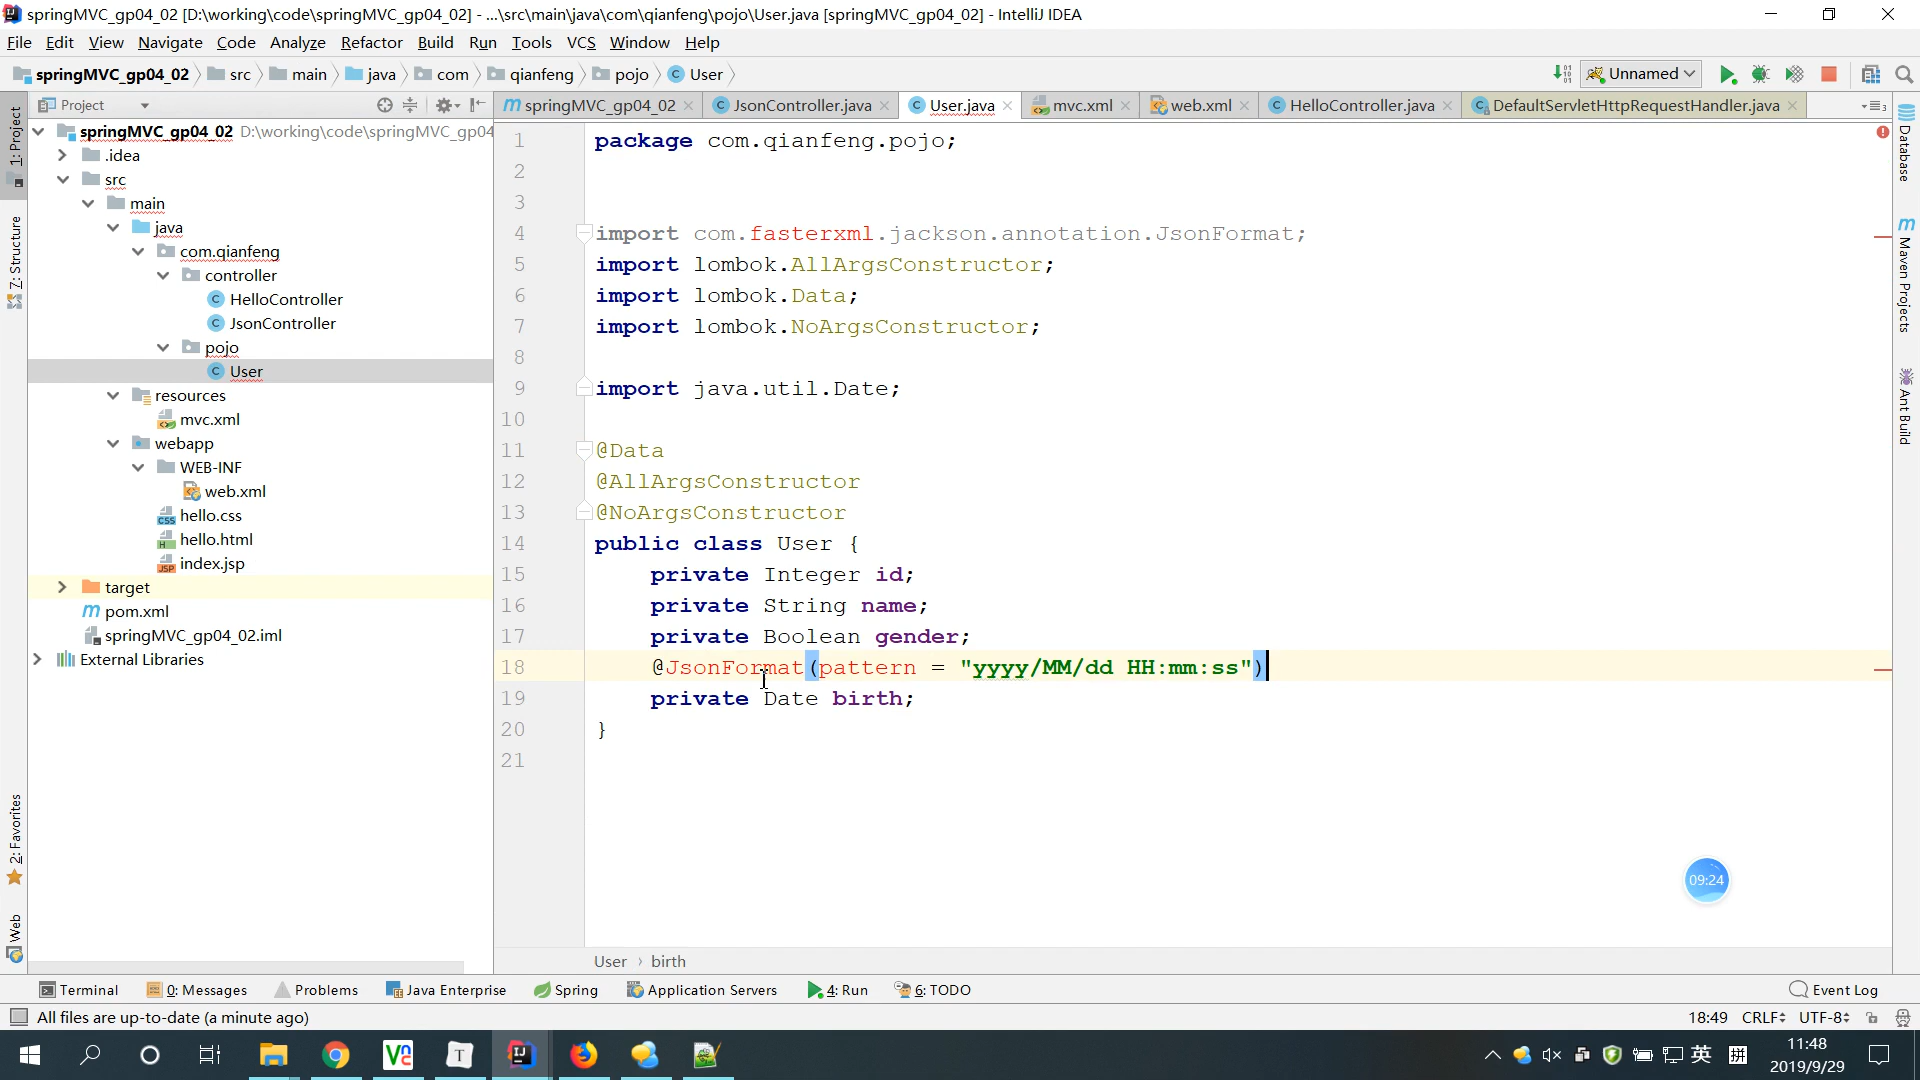 springMVC_gp04_02 [D:\working\code\springMVC_gp04_02] - ...\src\main\java\com\qianfeng\pojo\User.java [springMVC_gp04_02] - IntelliJ IDEA
File Edit View Navigate Code Analyze Refactor Build Run Tools VCS Window Help
springMVC_gp04_02 src main java com qianfeng pojo User Unnamed
Project springMVC_gp04_02 JsonController.java User.java mvc.xml web.xml HelloController.java DefaultServletHttpRequestHandler.java
springMVC_gp04_02 D:\working\code\springMVC_gp04
.idea
src
main
java
com.qianfeng
controller
HelloController
JsonController
pojo
User
resources
mvc.xml
webapp
WEB-INF
web.xml
hello.css
hello.html
index.jsp
target
pom.xml
springMVC_gp04_02.iml
External Libraries
1: Project
7: Structure
2: Favorites
Web
1 package com.qianfeng.pojo;
2
3
4 import com.fasterxml.jackson.annotation.JsonFormat;
5 import lombok.AllArgsConstructor;
6 import lombok.Data;
7 import lombok.NoArgsConstructor;
8
9 import java.util.Date;
10
11 @Data
12 @AllArgsConstructor
13 @NoArgsConstructor
14 public class User {
15 private Integer id;
16 private String name;
17 private Boolean gender;
18 @JsonFormat(pattern = "yyyy/MM/dd HH:mm:ss")
19 private Date birth;
20 }
21
09:24
User › birth
Database
Maven Projects
Ant Build
Terminal 0: Messages Problems Java Enterprise Spring Application Servers 4: Run 6: TODO Event Log
All files are up-to-date (a minute ago) 18:49 CRLF UTF-8
英 拼 11:48
2019/9/29